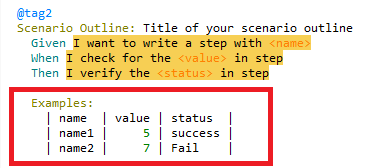 @tag2
Scenario Outline: Title of your scenario outline
Given I want to write a step with <name>
When I check for the <value> in step
Then I verify the <status> in step
Examples:
| name | value | status |
| name1 | 5 | success |
| name2 | 7 | Fail |